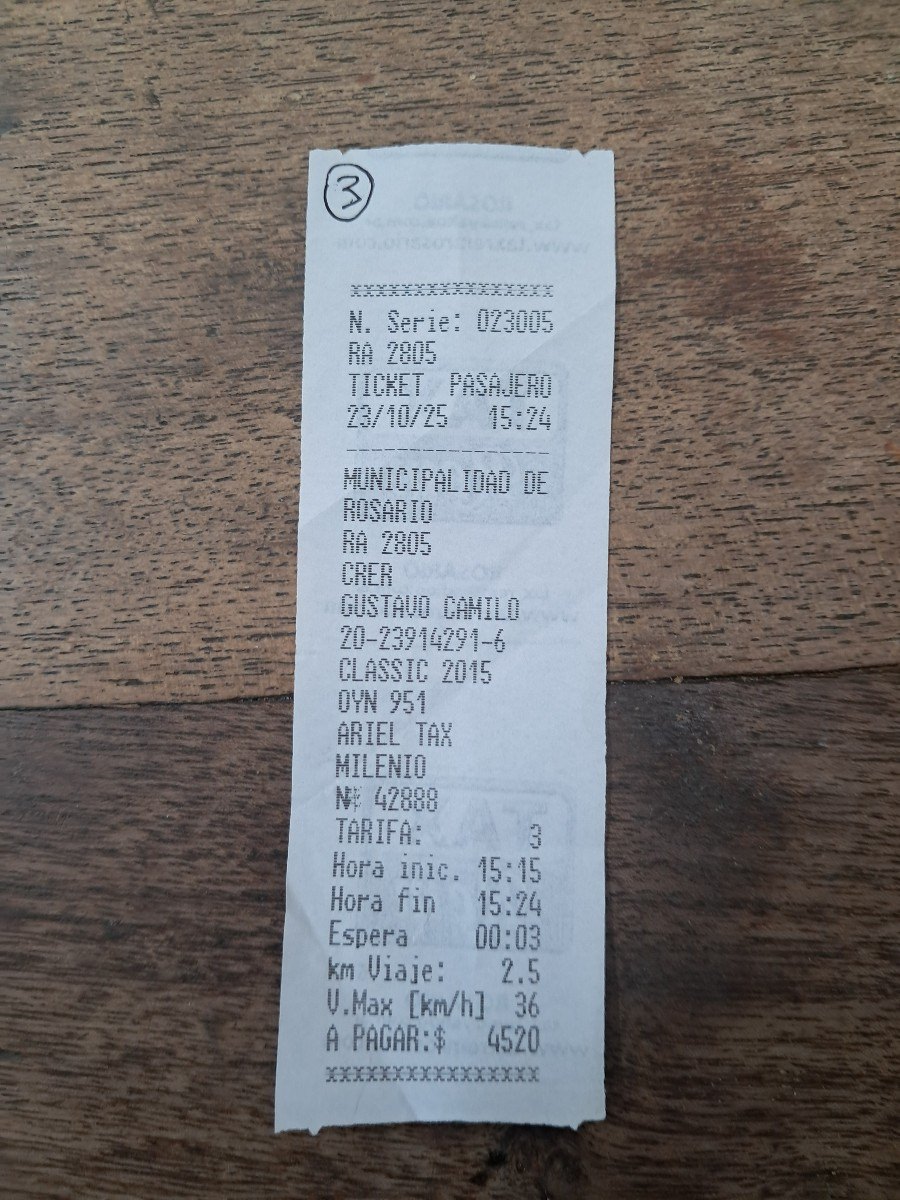 3
xxxxxxxxxxxxxxxx
N. Serie: 023005
RA 2805
TICKET PASAJERO
23/10/25 15:24
----------------
MUNICIPALIDAD DE
ROSARIO
RA 2805
CRER
GUSTAVO CAMILO
20-23914291-6
CLASSIC 2015
OYN 951
ARIEL TAX
MILENIO
42888
TARIFA: 3
Hora inic. 15:15
Hora fin 15:24
Espera 00:03
km Viaje: 2.5
V.Max [km/h] 36
A PAGAR:$ 4520
xxxxxxxxxxxxxxxx